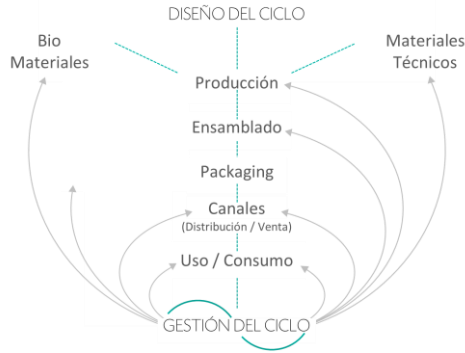 DISEÑO DEL CICLO
Bio
Materiales
Materiales
Técnicos
Producción
Ensamblado
Packaging
Canales
(Distribución / Venta)
Uso / Consumo
GESTIÓN DEL CICLO